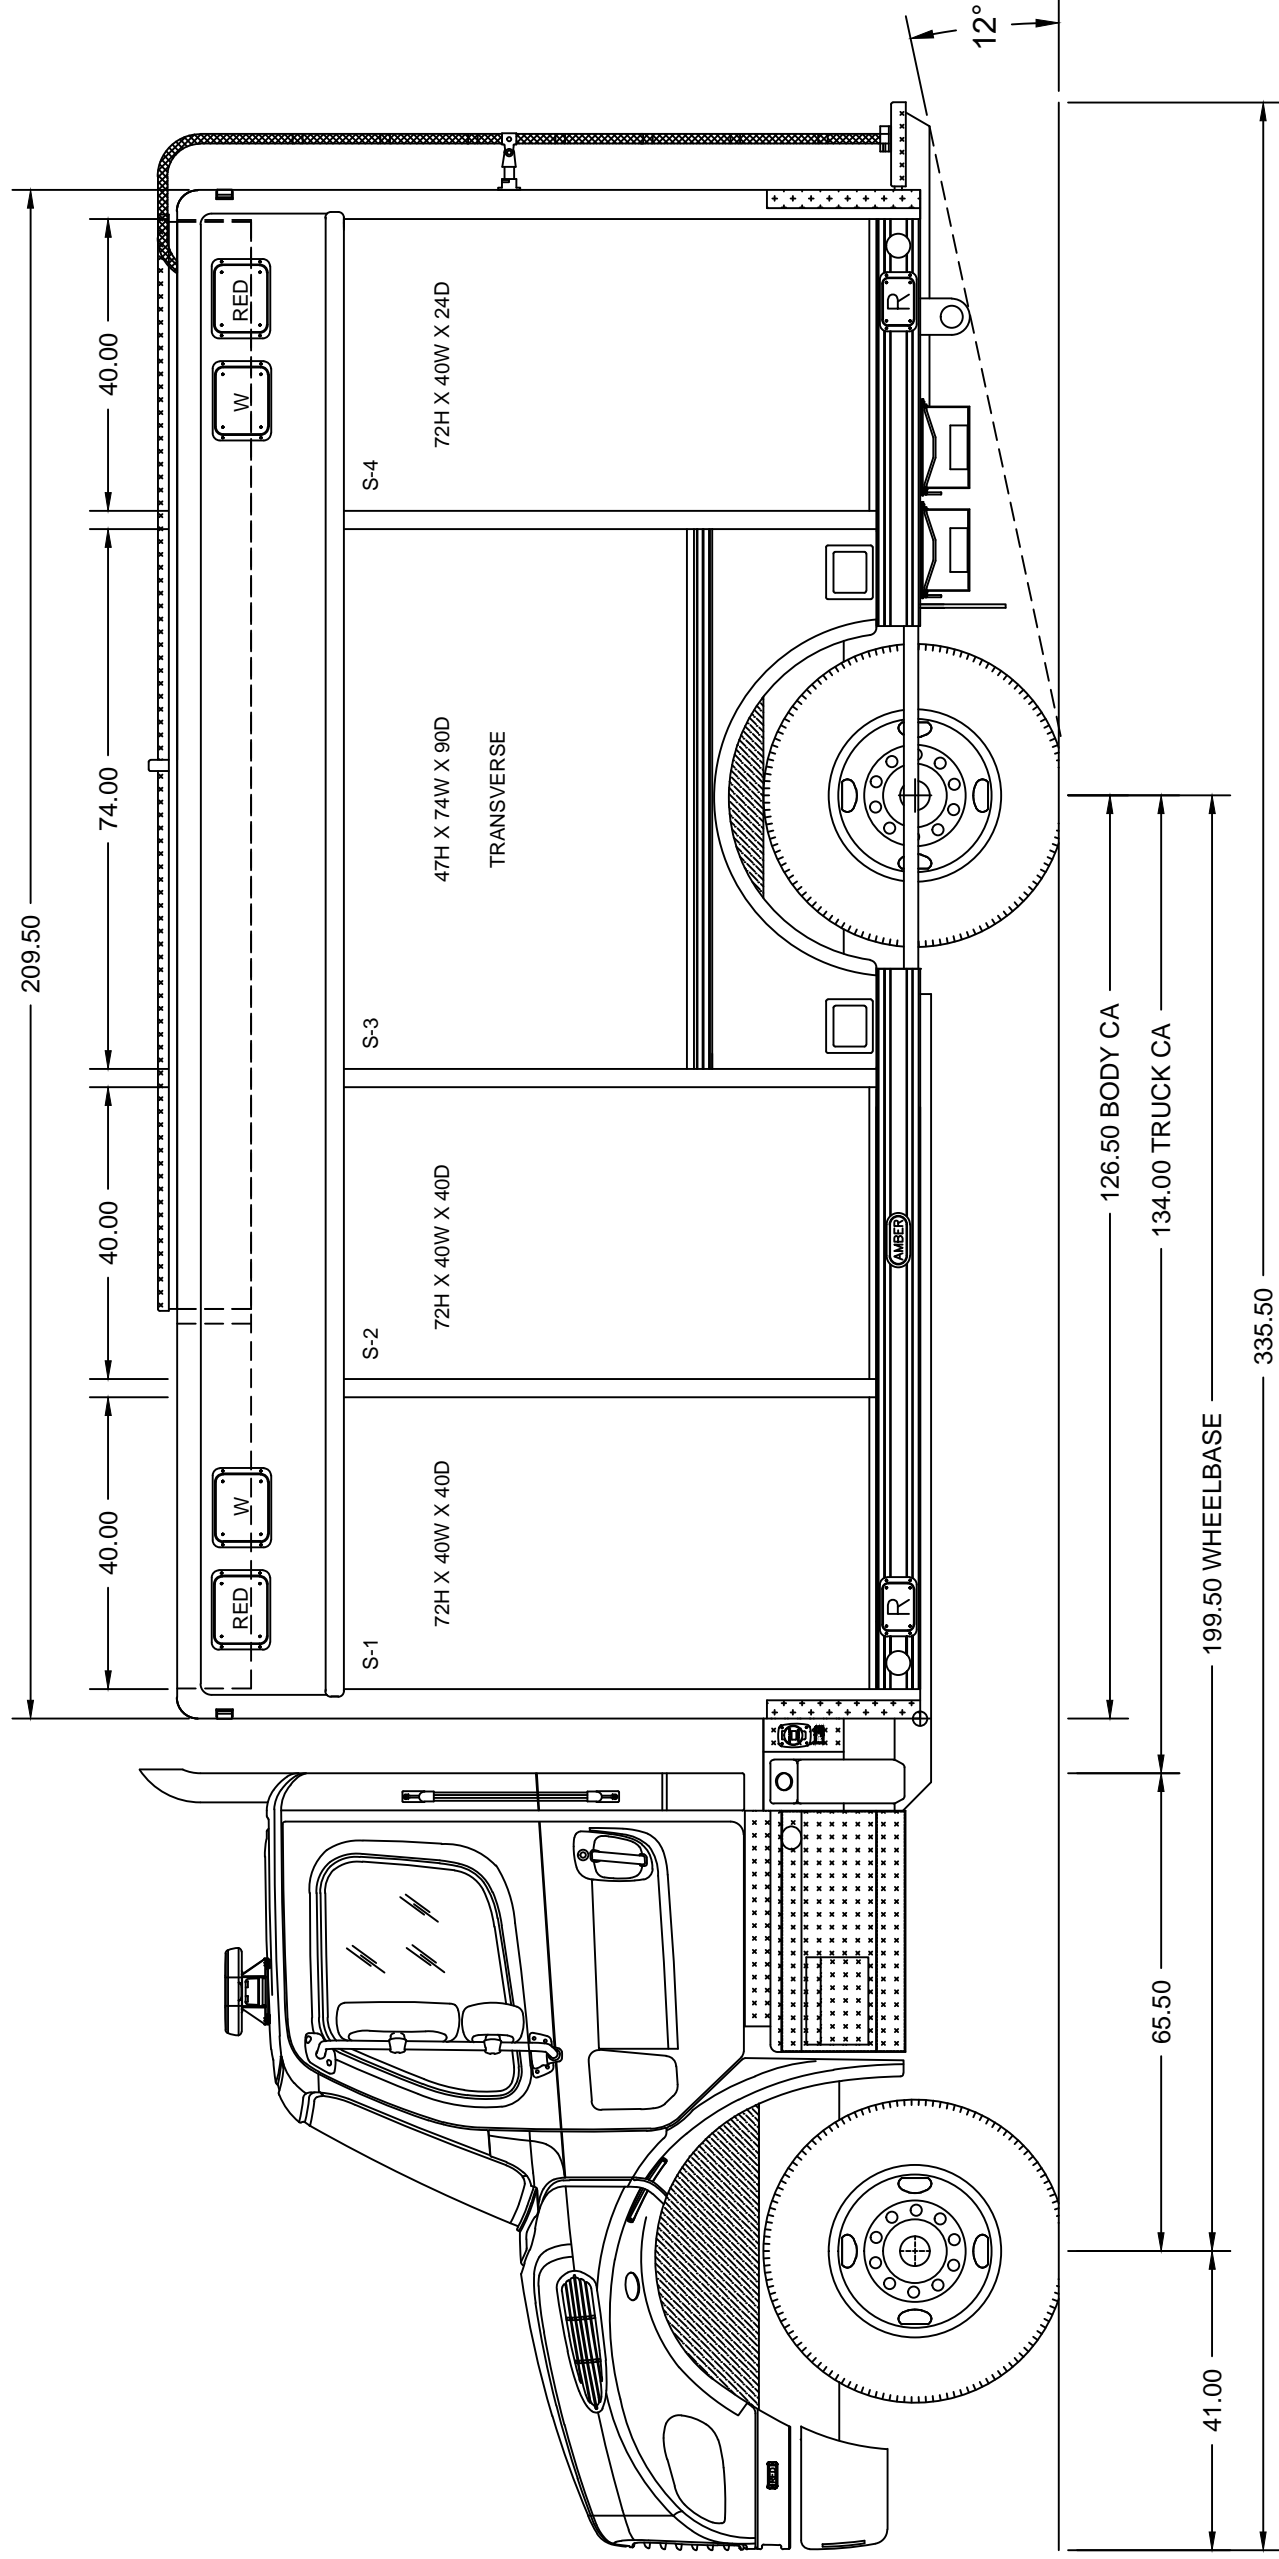 209.50
40.00
40.00
74.00
40.00
RED
W
W
RED
S-1
S-2
S-3
S-4
72H X 40W X 40D
72H X 40W X 40D
47H X 74W X 90D
TRANSVERSE
72H X 40W X 24D
R
AMBER
R
12°
126.50 BODY CA
65.50
134.00 TRUCK CA
41.00
199.50 WHEELBASE
335.50